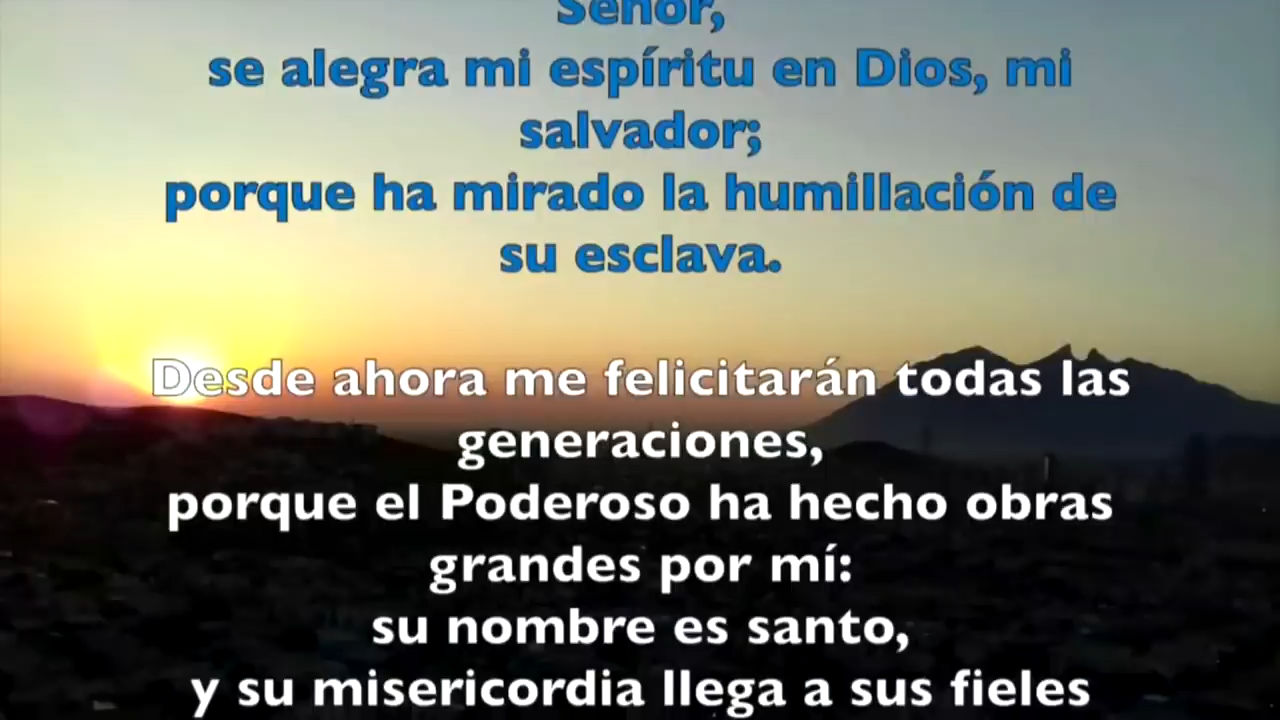 Señor,
se alegra mi espíritu en Dios, mi
salvador;
porque ha mirado la humillación de
su esclava.
Desde ahora me felicitarán todas las
generaciones,
porque el Poderoso ha hecho obras
grandes por mí:
su nombre es santo,
y su misericordia llega a sus fieles